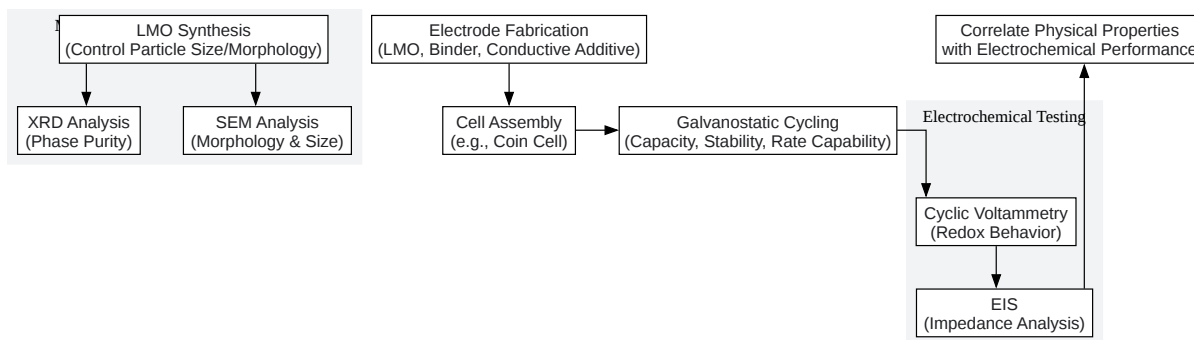 LMO Synthesis
(Control Particle Size/Morphology)
XRD Analysis
(Phase Purity)
SEM Analysis
(Morphology & Size)
Electrode Fabrication
(LMO, Binder, Conductive Additive)
Cell Assembly
(e.g., Coin Cell)
Galvanostatic Cycling
(Capacity, Stability, Rate Capability)
Electrochemical Testing
Cyclic Voltammetry
(Redox Behavior)
EIS
(Impedance Analysis)
Correlate Physical Properties
with Electrochemical Performance